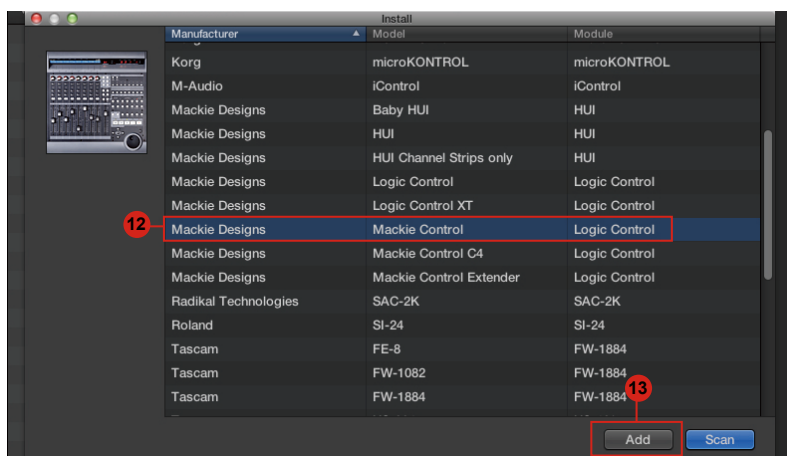 Install
Manufacturer Model Module
Korg microKONTROL microKONTROL
M-Audio iControl iControl
Mackie Designs Baby HUI HUI
Mackie Designs HUI HUI
Mackie Designs HUI Channel Strips only HUI
Mackie Designs Logic Control Logic Control
Mackie Designs Logic Control XT Logic Control
12 Mackie Designs Mackie Control Logic Control
Mackie Designs Mackie Control C4 Logic Control
Mackie Designs Mackie Control Extender Logic Control
Radikal Technologies SAC-2K SAC-2K
Roland SI-24 SI-24
Tascam FE-8 FW-1884
Tascam FW-1082 FW-1884
Tascam FW-1884 FW-1884
13
Add Scan